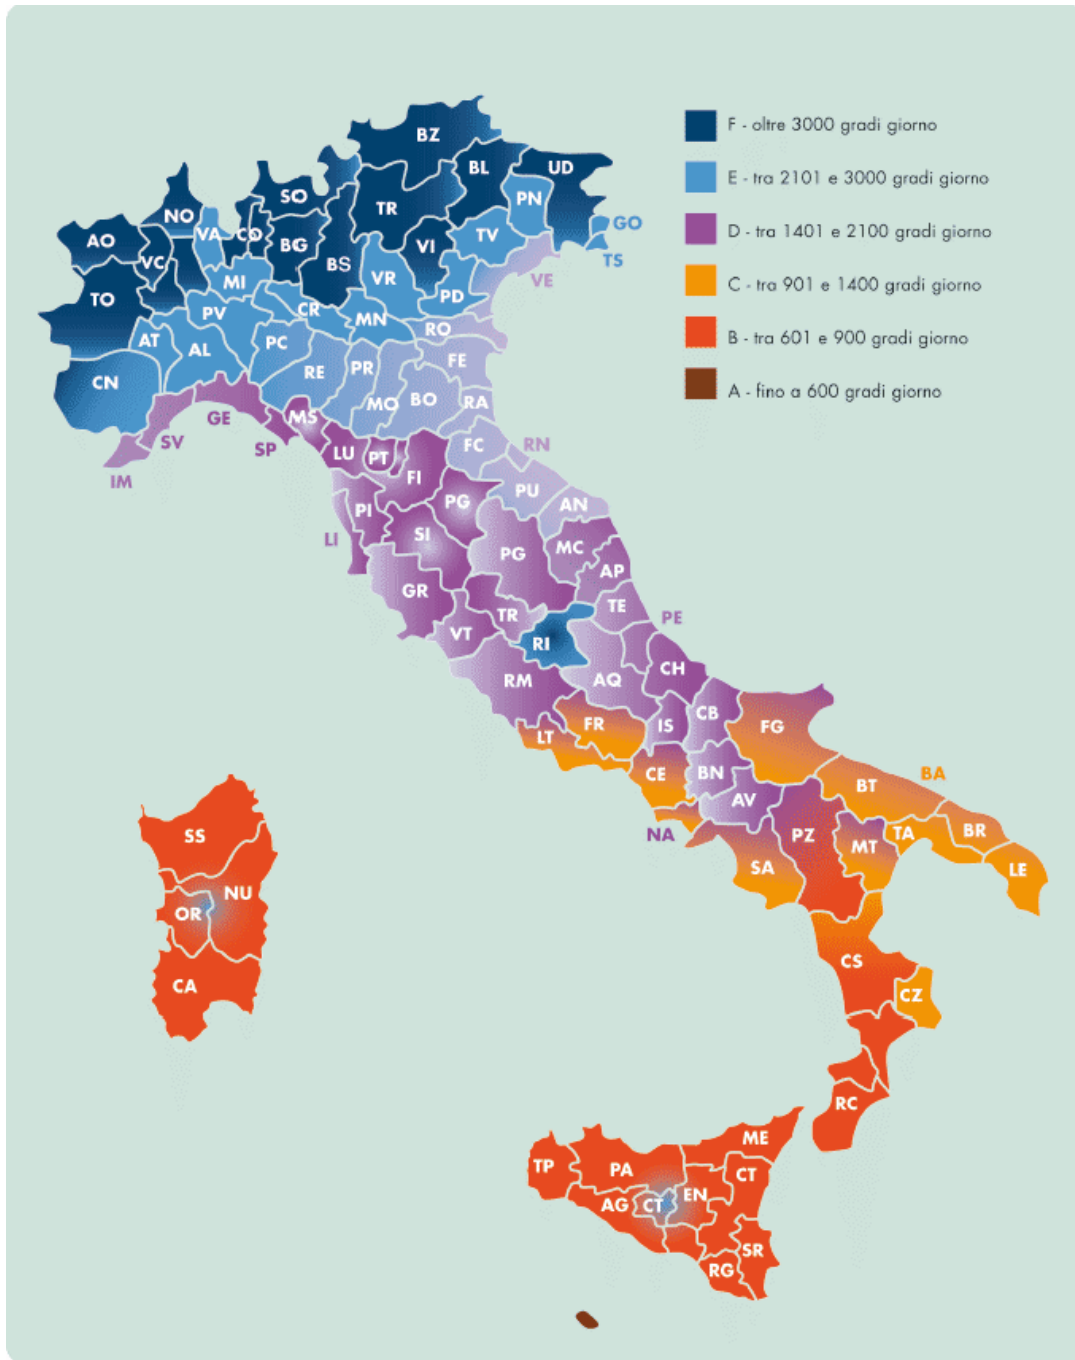 F - oltre 3000 gradi giorno
E - tra 2101 e 3000 gradi giorno
D - tra 1401 e 2100 gradi giorno
C - tra 901 e 1400 gradi giorno
B - tra 601 e 900 gradi giorno
A - fino a 600 gradi giorno
BZ
BL
UD
SO
TR
PN
NO
VA
CO
BG
VI
TV
GO
AO
VC
BS
VR
TS
TO
MI
PD
VE
PV
CR
MN
RO
AT
AL
PC
RE
PR
FE
CN
MO
BO
RA
GE
MS
SV
SP
LU
PT
FC
RN
IM
FI
PU
PI
PG
AN
LI
SI
PG
MC
GR
AP
TR
TE
PE
VT
RI
RM
AQ
CH
LT
FR
IS
CB
FG
CE
BN
BT
BA
AV
NA
PZ
MT
TA
BR
SA
LE
SS
NU
OR
CA
CS
CZ
RC
ME
TP
PA
CT
AG
CT
EN
SR
RG